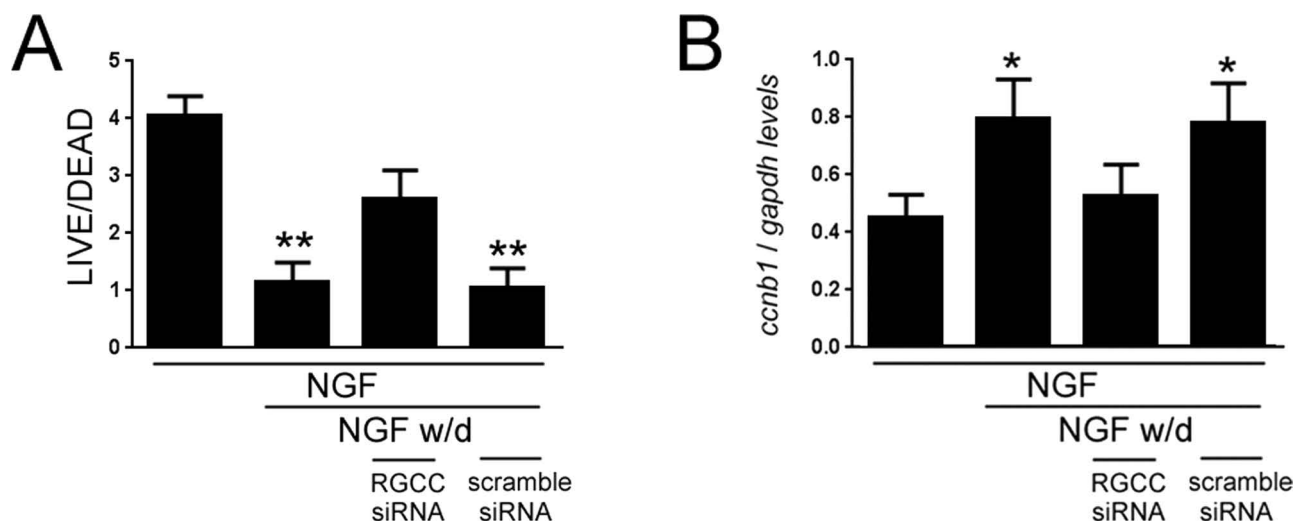 A
LIVE/DEAD
5
4
3
2
1
0
**
**
NGF
NGF w/d
RGCC
siRNA
scramble
siRNA
B
ccnb1 / gapdh levels
1.0
0.8
0.6
0.4
0.2
0.0
*
*
NGF
NGF w/d
RGCC
siRNA
scramble
siRNA